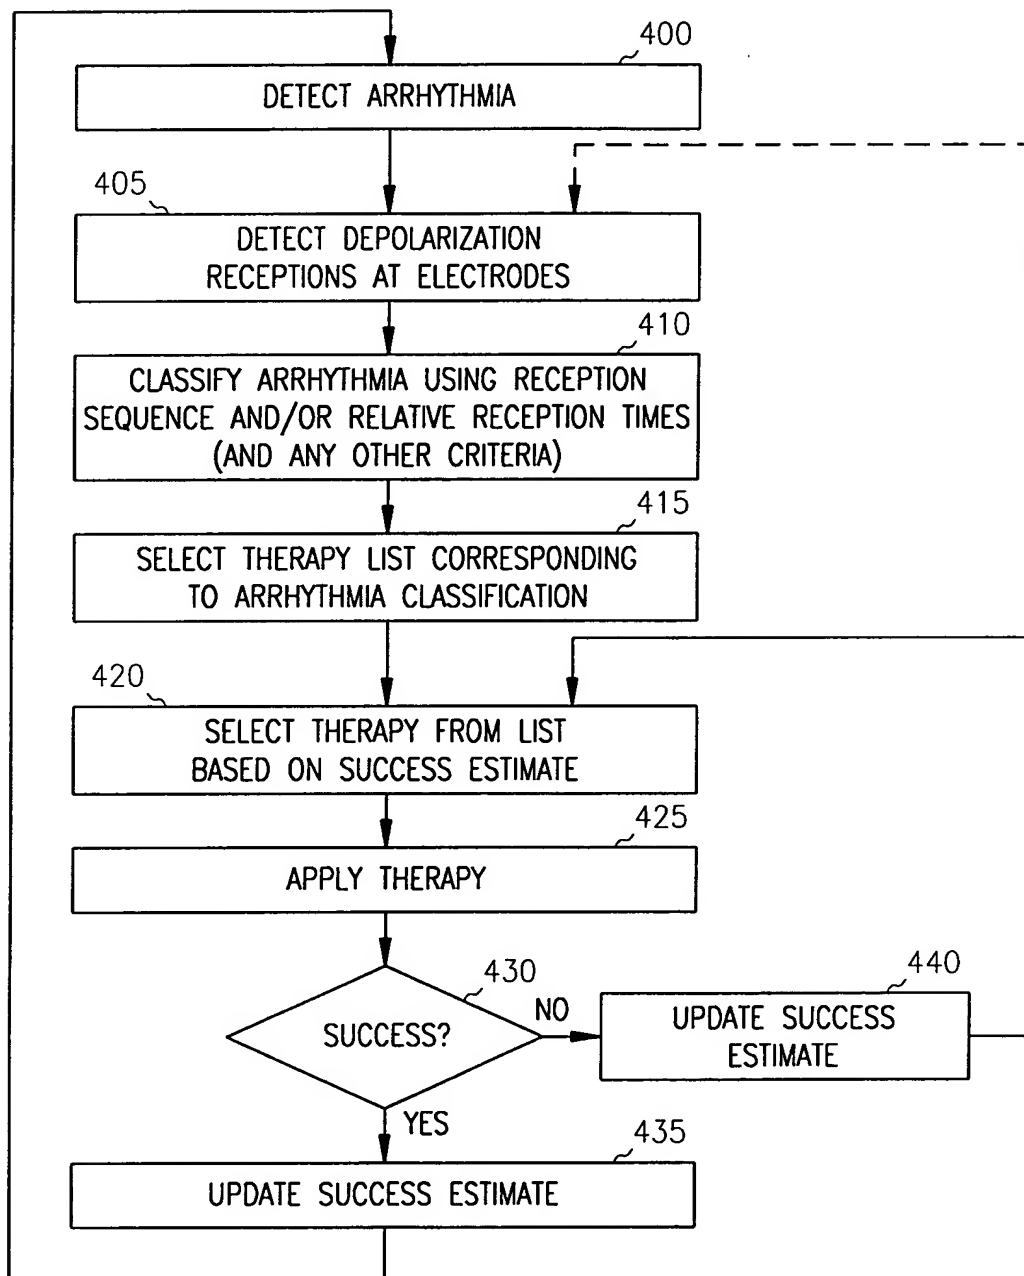 400
DETECT ARRHYTHMIA
405
DETECT DEPOLARIZATION
RECEPTIONS AT ELECTRODES
410
CLASSIFY ARRHYTHMIA USING RECEPTION
SEQUENCE AND/OR RELATIVE RECEPTION TIMES
(AND ANY OTHER CRITERIA)
415
SELECT THERAPY LIST CORRESPONDING
TO ARRHYTHMIA CLASSIFICATION
420
SELECT THERAPY FROM LIST
BASED ON SUCCESS ESTIMATE
425
APPLY THERAPY
430
SUCCESS?
NO
440
UPDATE SUCCESS
ESTIMATE
YES
435
UPDATE SUCCESS ESTIMATE